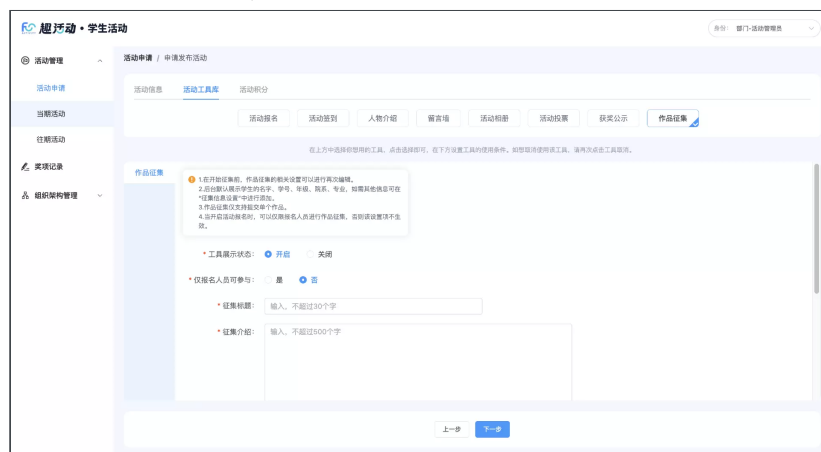 趣活动·学生活动
身份： 部门-活动管理员
活动管理
活动申请
当期活动
往期活动
奖项记录
组织架构管理
活动申请 / 申请发布活动
活动信息 活动工具库 活动积分
活动报名 活动签到 人物介绍 留言墙 活动相册 活动投票 获奖公示 作品征集
在上方中选择你想用的工具，点击选择即可，在下方设置工具的使用条件。如想取消使用该工具，请再次点击工具取消。
作品征集
1.在开始征集前，作品征集的相关设置可以进行再次编辑。
2.后台默认展示学生的名字、学号、年级、院系、专业，如需其他信息可在
“征集信息设置”中进行添加。
3.作品征集仅支持提交单个作品。
4.当开启活动报名时，可以仅限报名人员进行作品征集，否则该设置项不生
效。
* 工具展示状态： 开启 关闭
* 仅报名人员可参与： 是 否
* 征集标题： 输入，不超过30个字
* 征集介绍： 输入，不超过500个字
上一步 下一步